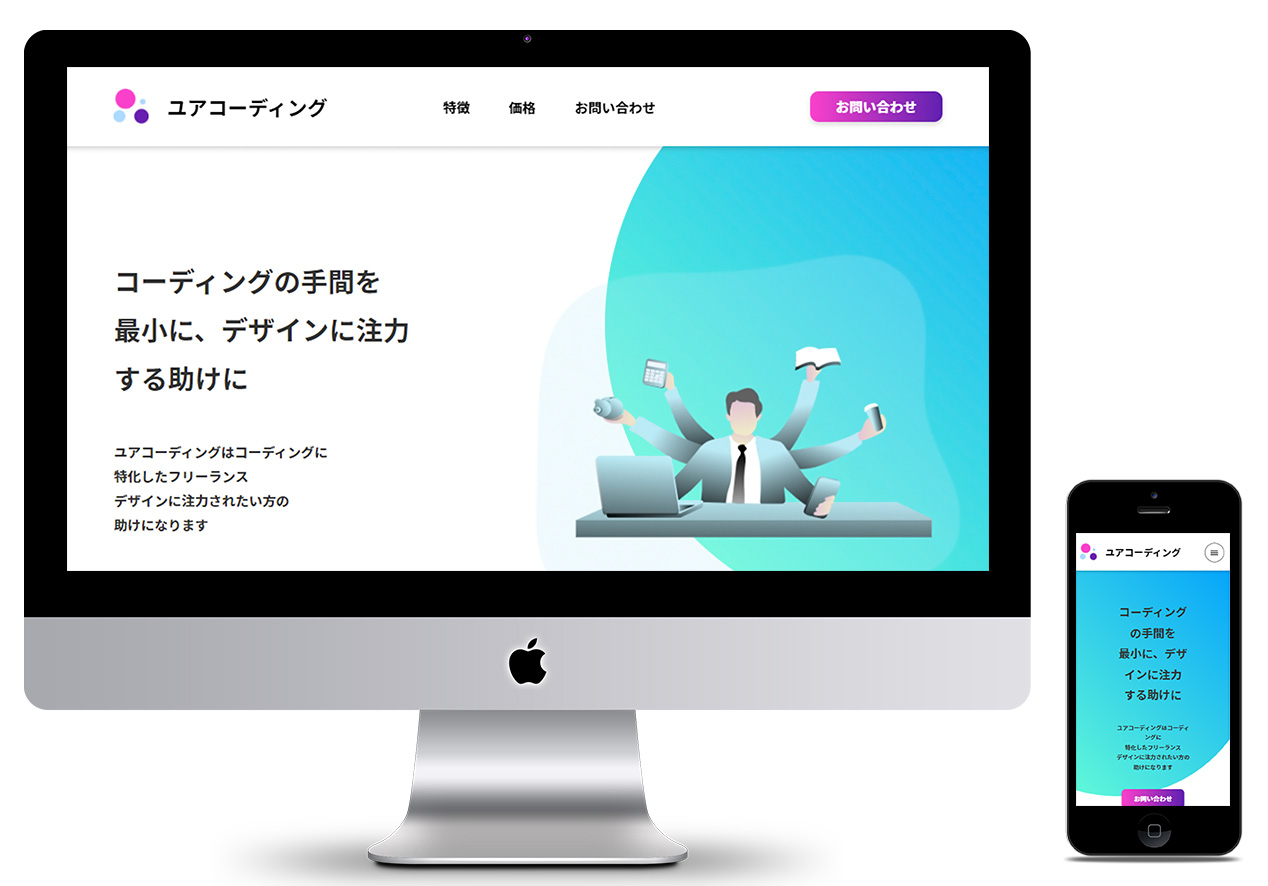 ユアコーディング
特徴
価格
お問い合わせ
お問い合わせ
コーディングの手間を
最小に、デザインに注力
する助けに
ユアコーディングはコーディングに
特化したフリーランス
デザインに注力されたい方の
助けになります
ユアコーディング
コーディング
の手間を
最小に、デザ
インに注力
する助けに
ユアコーディングはコーディ
ングに
特化したフリーランス
デザインに注力されたい方の
助けになります
お問い合わせ